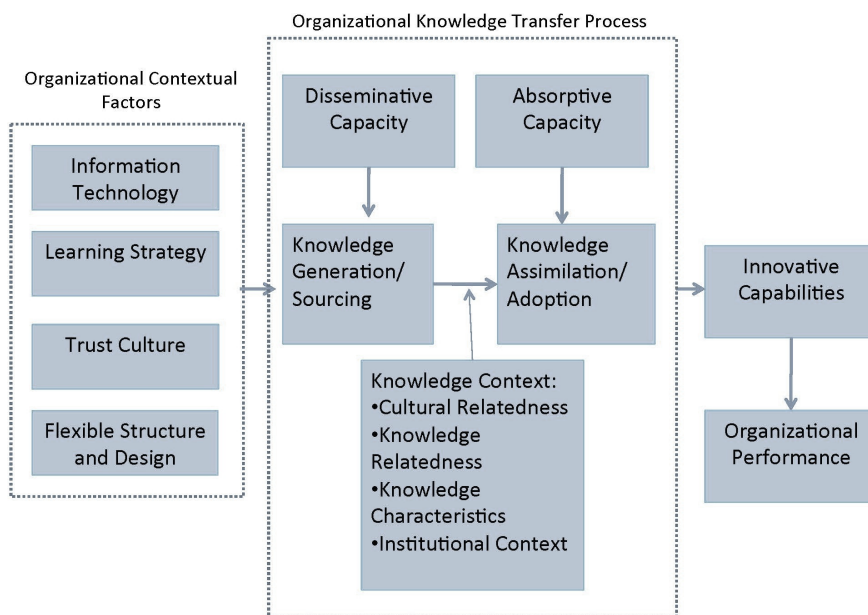 Organizational Knowledge Transfer Process
Organizational Contextual
Factors
Information
Technology
Learning Strategy
Trust Culture
Flexible Structure
and Design
Disseminative
Capacity
Absorptive
Capacity
Knowledge
Generation/
Sourcing
Knowledge
Assimilation/
Adoption
Knowledge Context:
•Cultural Relatedness
•Knowledge
Relatedness
•Knowledge
Characteristics
•Institutional Context
Innovative
Capabilities
Organizational
Performance